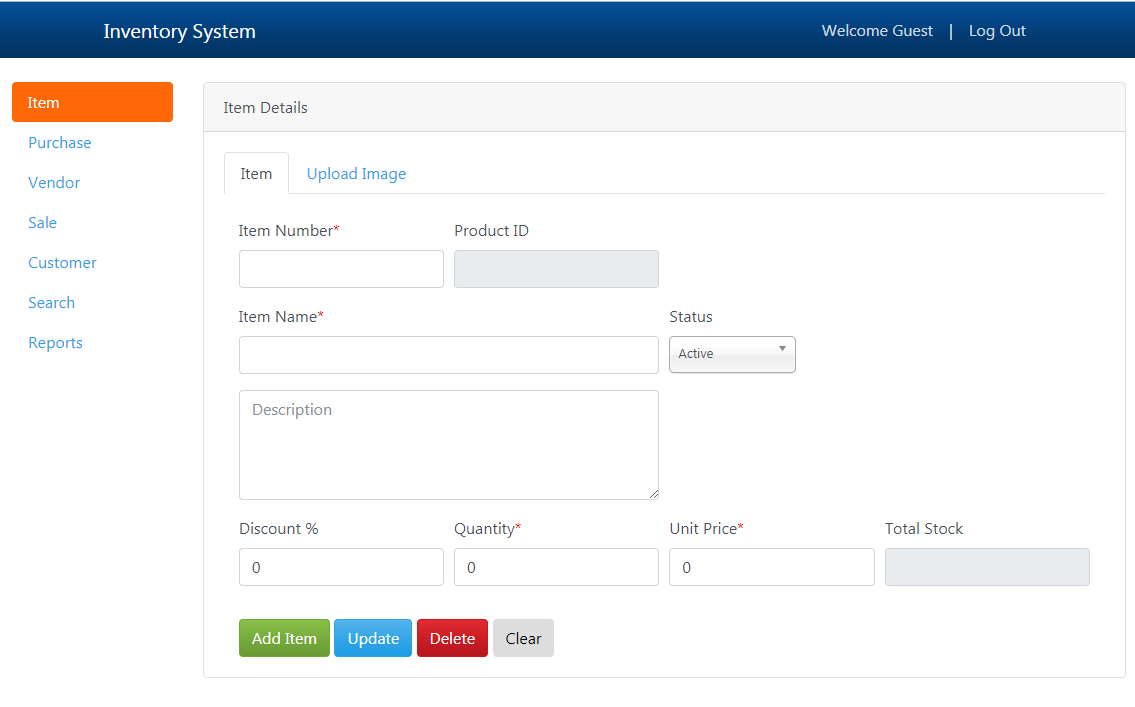 Inventory System
Welcome Guest | Log Out
Item
Purchase
Vendor
Sale
Customer
Search
Reports
Item Details
Item
Upload Image
Item Number*
Product ID
Item Name*
Status
Active
Description
Discount %
Quantity*
Unit Price*
Total Stock
0
0
0
Add Item
Update
Delete
Clear